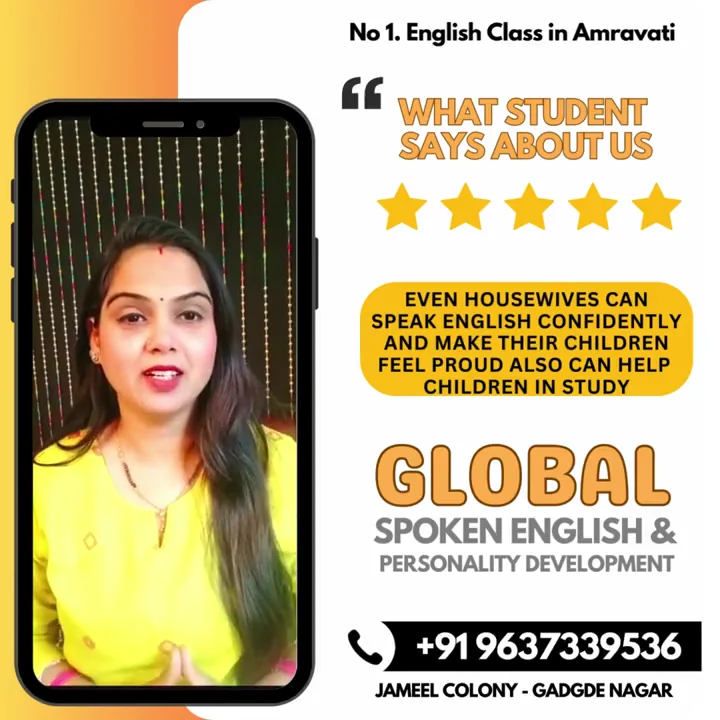 No 1. English Class in Amravati
“
WHAT STUDENT
SAYS ABOUT US
EVEN HOUSEWIVES CAN
SPEAK ENGLISH CONFIDENTLY
AND MAKE THEIR CHILDREN
FEEL PROUD ALSO CAN HELP
CHILDREN IN STUDY
GLOBAL
SPOKEN ENGLISH &
PERSONALITY DEVELOPMENT
+91 9637339536
JAMEEL COLONY - GADGDE NAGAR